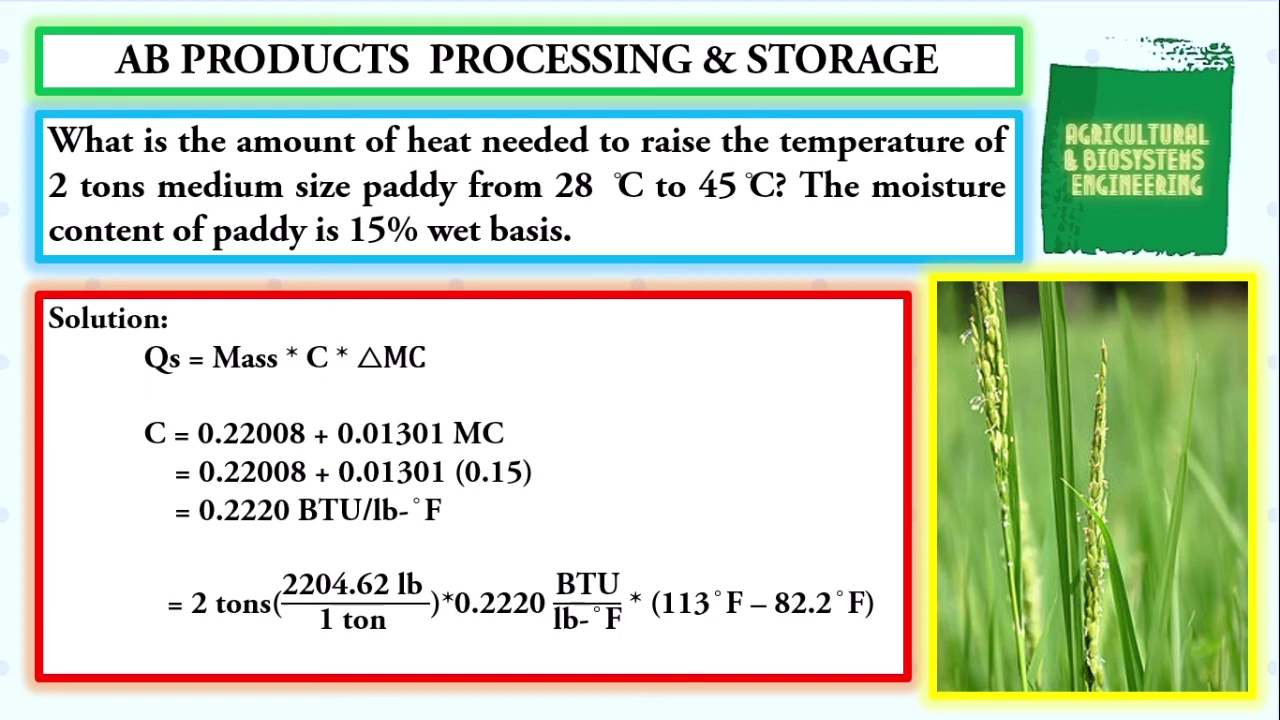 AB PRODUCTS PROCESSING & STORAGE
What is the amount of heat needed to raise the temperature of
2 tons medium size paddy from 28 ℃ to 45 ℃? The moisture
content of paddy is 15% wet basis.
AGRICULTURAL
& BIOSYSTEMS
ENGINEERING
Solution:
Qs = Mass * C * △MC
C = 0.22008 + 0.01301 MC
= 0.22008 + 0.01301 (0.15)
= 0.2220 BTU/lb-°F
= 2 tons(2204.62 lb / 1 ton)*0.2220 BTU / lb-°F * (113°F – 82.2°F)